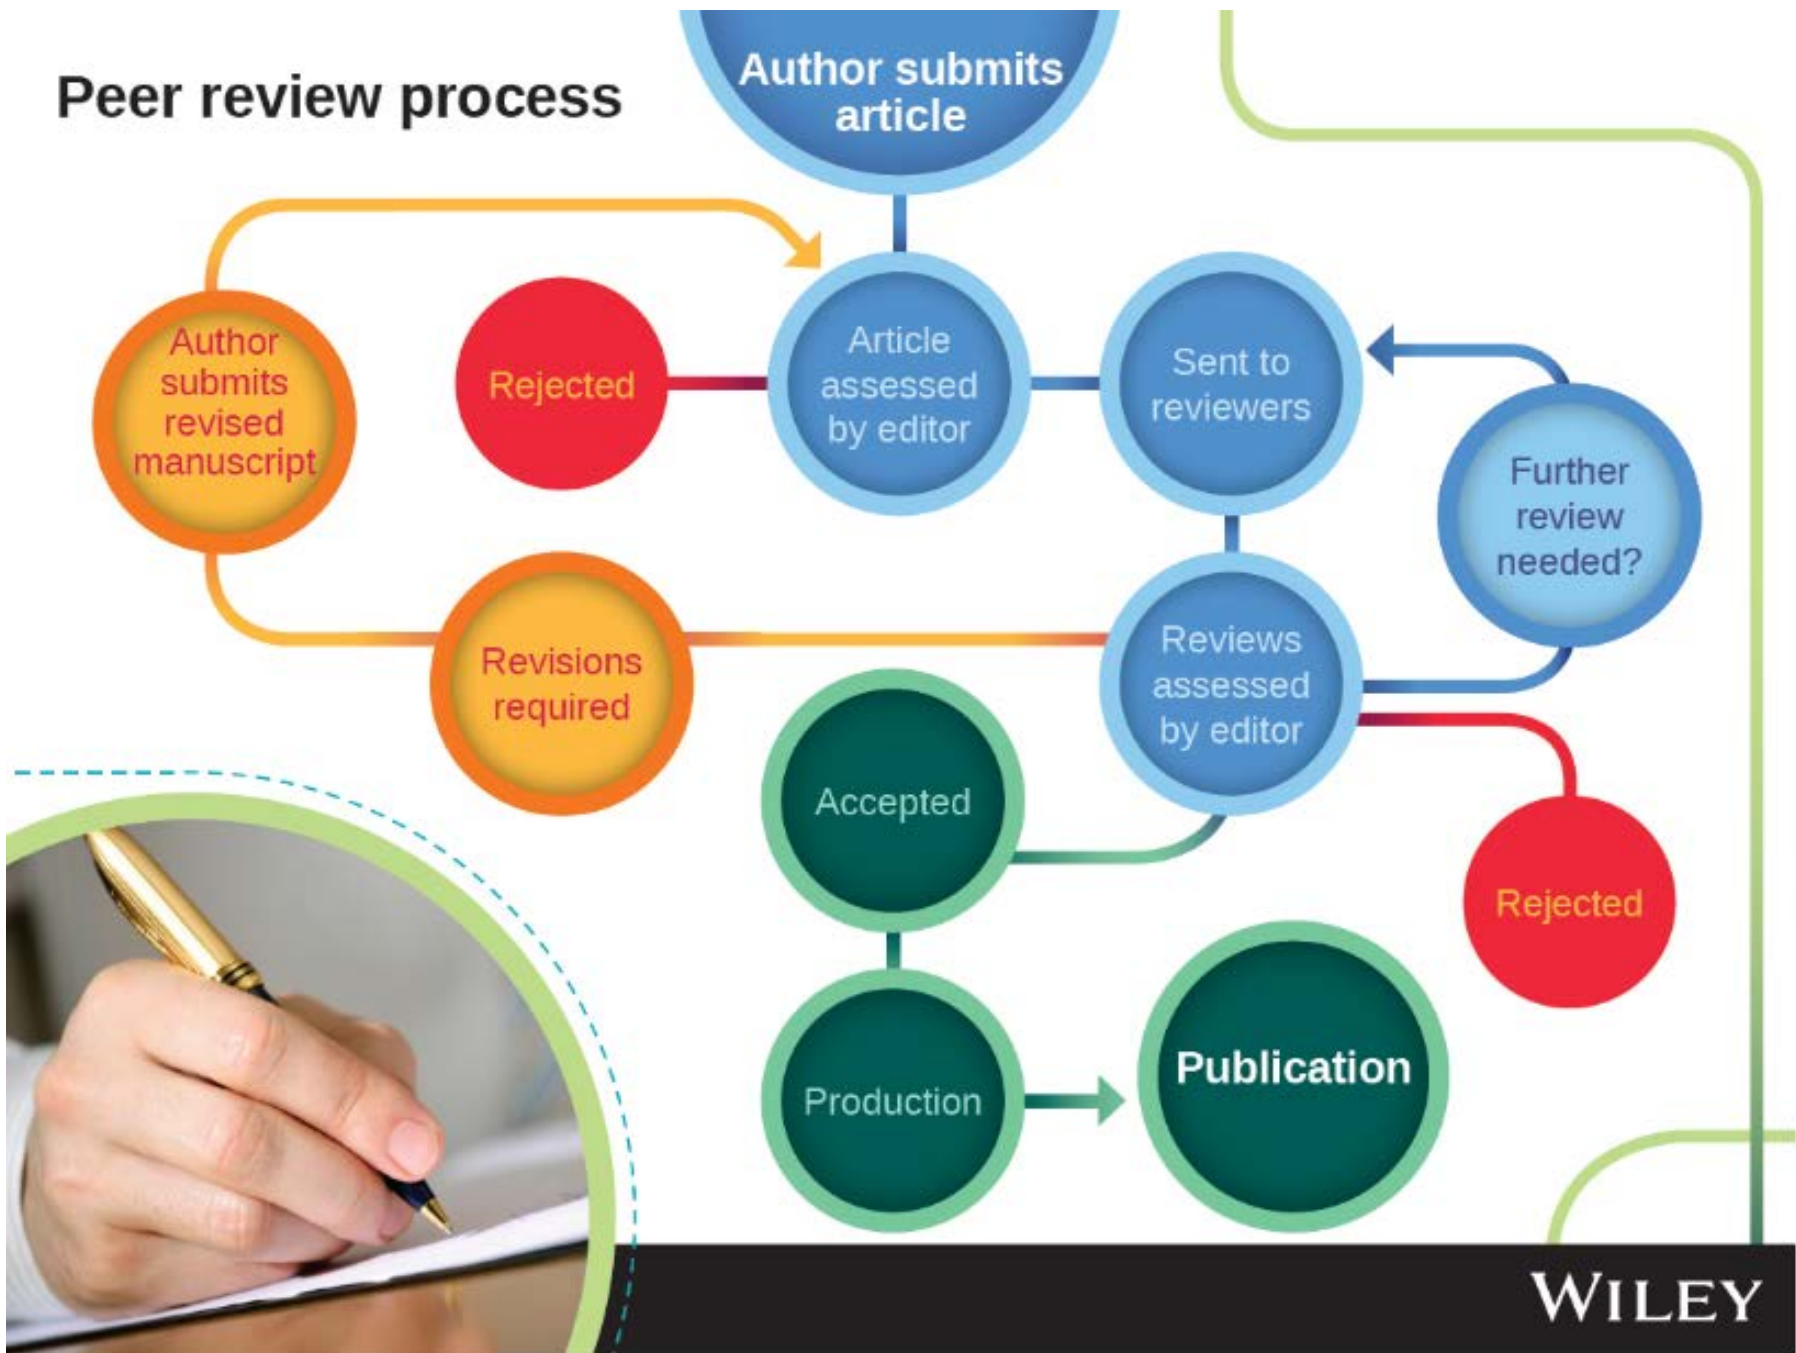 Peer review process
Author submits
article
Author
submits
revised
manuscript
Rejected
Article
assessed
by editor
Sent to
reviewers
Further
review
needed?
Revisions
required
Reviews
assessed
by editor
Accepted
Rejected
Production
Publication
WILEY